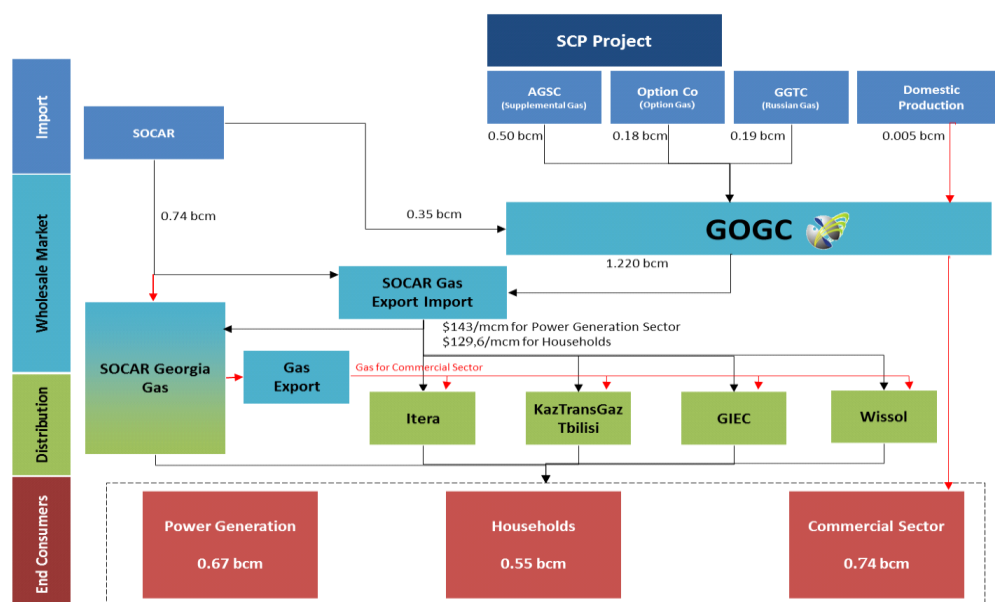 SCP Project
Import
AGSC
(Supplemental Gas)
Option Co
(Option Gas)
GGTC
(Russian Gas)
Domestic
Production
SOCAR
0.50 bcm
0.18 bcm
0.19 bcm
0.005 bcm
Wholesale Market
0.74 bcm
0.35 bcm
GOGC
1.220 bcm
SOCAR Gas
Export Import
$143/mcm for Power Generation Sector
$129,6/mcm for Households
SOCAR Georgia
Gas
Gas
Export
Gas for Commercial Sector
Distribution
Itera
KazTransGaz
Tbilisi
GIEC
Wissol
End Consumers
Power Generation
0.67 bcm
Households
0.55 bcm
Commercial Sector
0.74 bcm